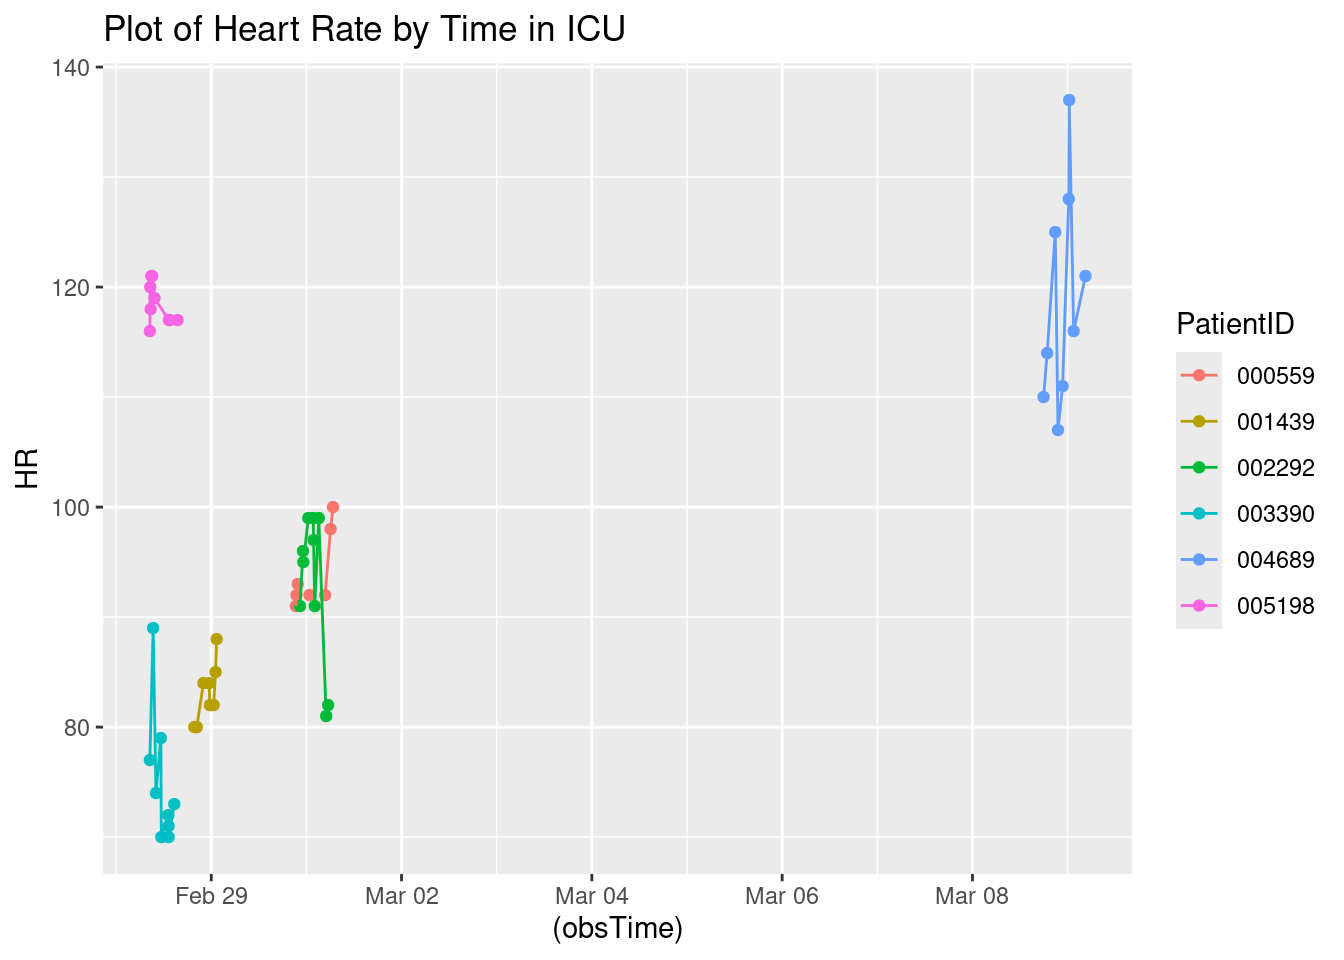 Plot of Heart Rate by Time in ICU
140
120
100
80
HR
Feb 29
Mar 02
Mar 04
Mar 06
Mar 08
(obsTime)
PatientID
000559
001439
002292
003390
004689
005198